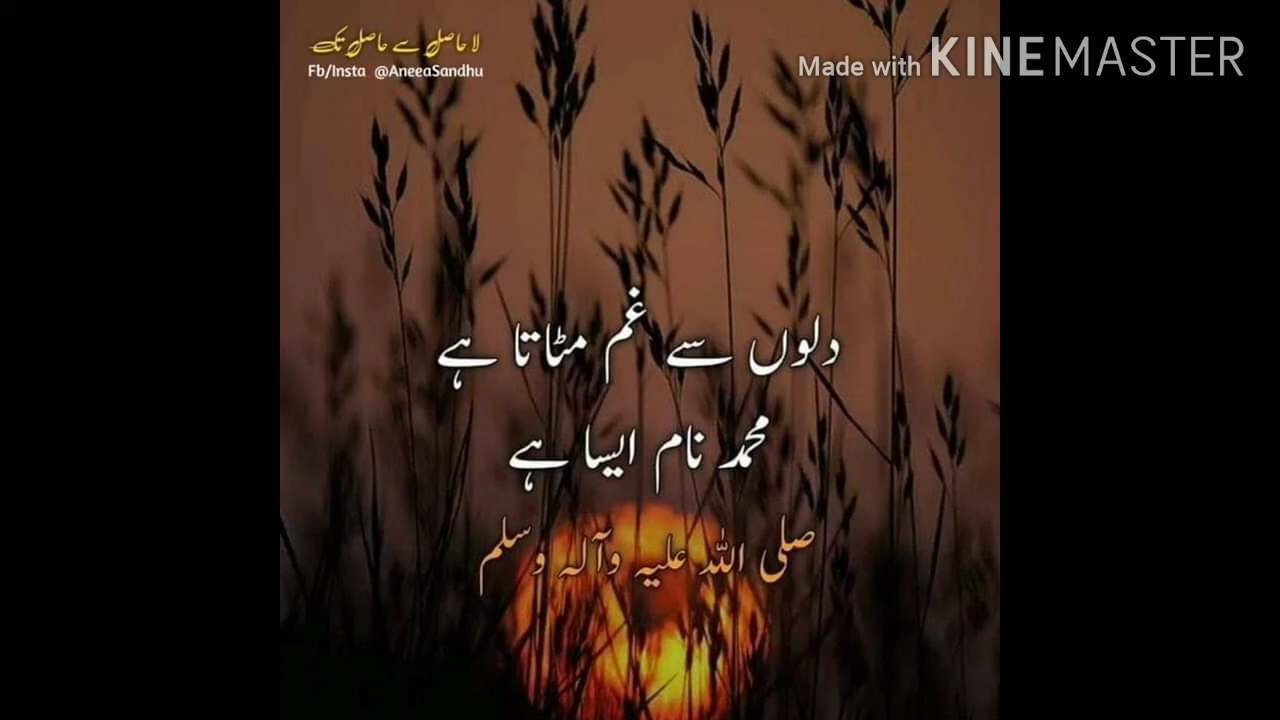 لا حاصل سے حاصل تک
Fb/Insta @AneeaSandhu
Made with KINEMASTER
دلوں سے غم مٹاتا ہے
محمد نام ایسا ہے
صلی اللہ علیہ وآلہ وسلم